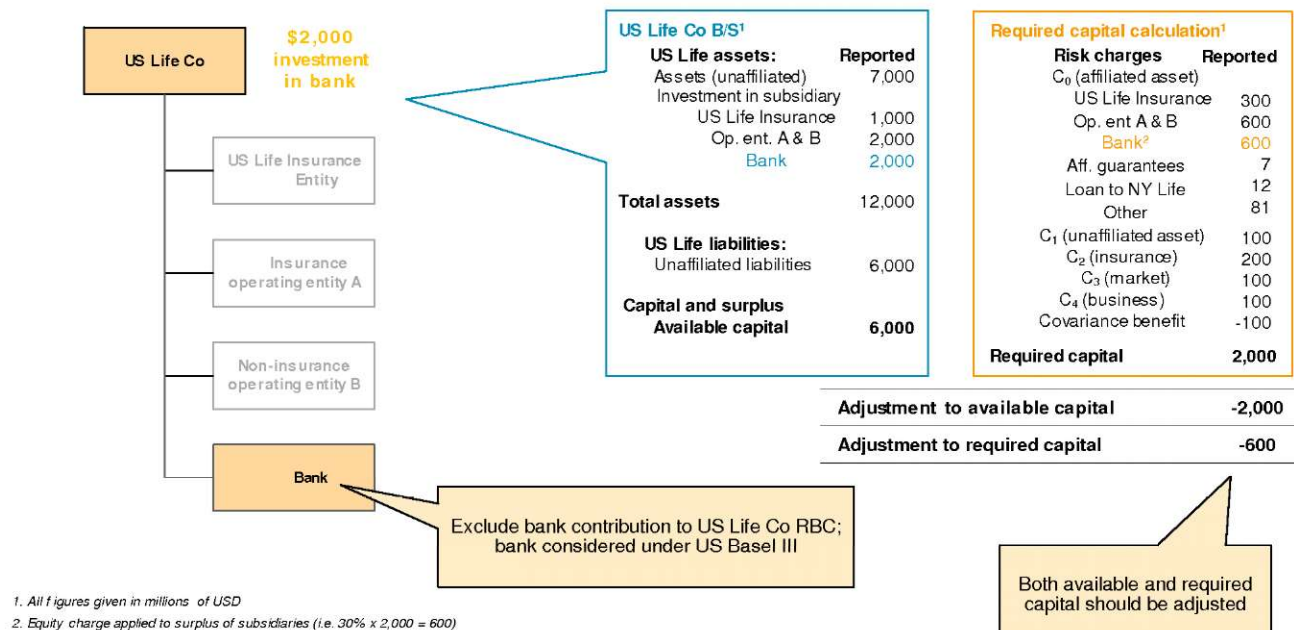 US Life Co
$2,000
investment
in bank
US Life Insurance
Entity
Insurance
operating entity A
Non-insurance
operating entity B
Bank
US Life Co B/S¹
US Life assets: Reported
Assets (unaffiliated) 7,000
Investment in subsidiary
US Life Insurance 1,000
Op. ent. A & B 2,000
Bank 2,000
Total assets 12,000
US Life liabilities:
Unaffiliated liabilities 6,000
Capital and surplus
Available capital 6,000
Required capital calculation¹
Risk charges Reported
C₀ (affiliated asset)
US Life Insurance 300
Op. ent A & B 600
Bank² 600
Aff. guarantees 7
Loan to NY Life 12
Other 81
C₁ (unaffiliated asset) 100
C₂ (insurance) 200
C₃ (market) 100
C₄ (business) 100
Covariance benefit -100
Required capital 2,000
Adjustment to available capital -2,000
Adjustment to required capital -600
Exclude bank contribution to US Life Co RBC;
bank considered under US Basel III
Both available and required
capital should be adjusted
1. All figures given in millions of USD
2. Equity charge applied to surplus of subsidiaries (i.e. 30% x 2,000 = 600)